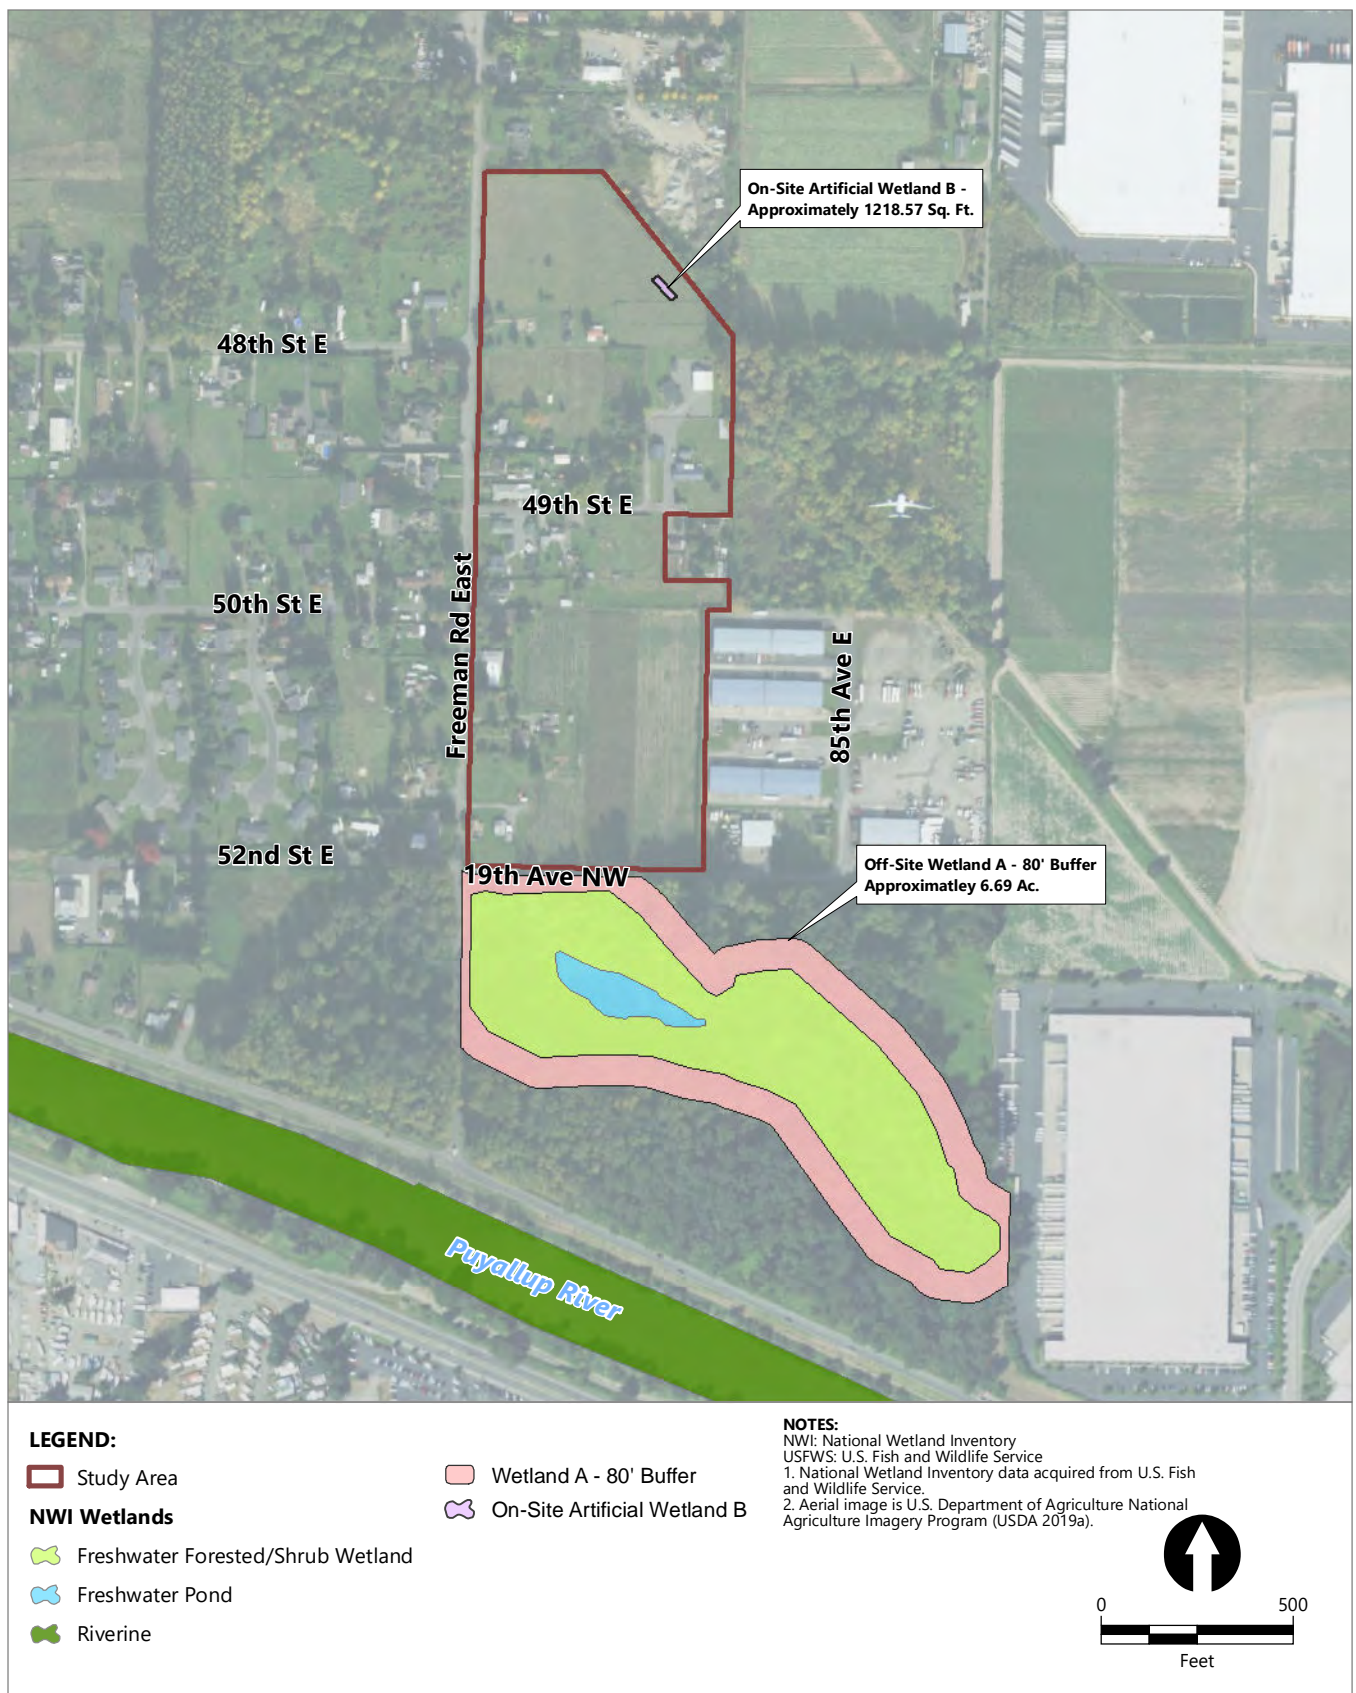 On-Site Artificial Wetland B -
Approximately 1218.57 Sq. Ft.
48th St E
49th St E
50th St E
Freeman Rd East
85th Ave E
52nd St E
19th Ave NW
Off-Site Wetland A - 80' Buffer
Approximatley 6.69 Ac.
Puyallup River
LEGEND:
Study Area
NWI Wetlands
Freshwater Forested/Shrub Wetland
Freshwater Pond
Riverine
Wetland A - 80' Buffer
On-Site Artificial Wetland B
NOTES:
NWI: National Wetland Inventory
USFWS: U.S. Fish and Wildlife Service
1. National Wetland Inventory data acquired from U.S. Fish
and Wildlife Service.
2. Aerial image is U.S. Department of Agriculture National
Agriculture Imagery Program (USDA 2019a).
0 500
Feet